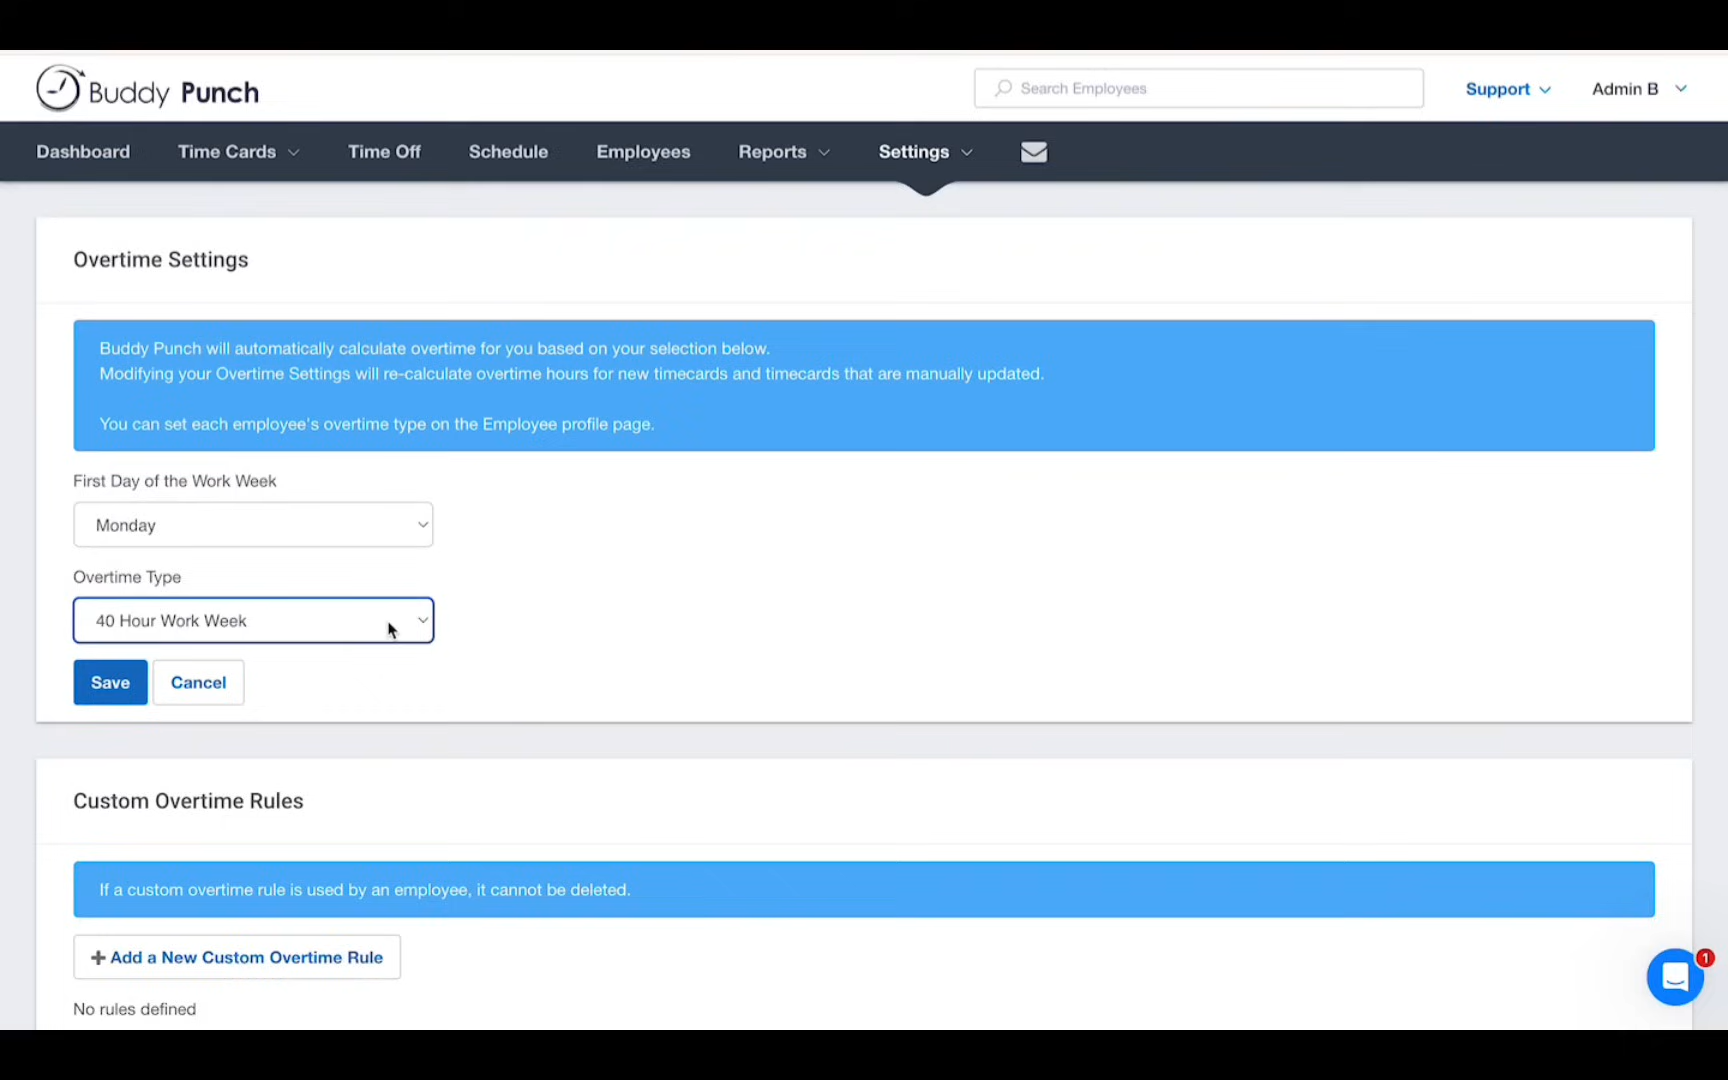 Buddy Punch
Search Employees
Support
Admin B
Dashboard
Time Cards
Time Off
Schedule
Employees
Reports
Settings
Overtime Settings
Buddy Punch will automatically calculate overtime for you based on your selection below.
Modifying your Overtime Settings will re-calculate overtime hours for new timecards and timecards that are manually updated.
You can set each employee's overtime type on the Employee profile page.
First Day of the Work Week
Monday
Overtime Type
40 Hour Work Week
Save
Cancel
Custom Overtime Rules
If a custom overtime rule is used by an employee, it cannot be deleted.
Add a New Custom Overtime Rule
1
No rules defined